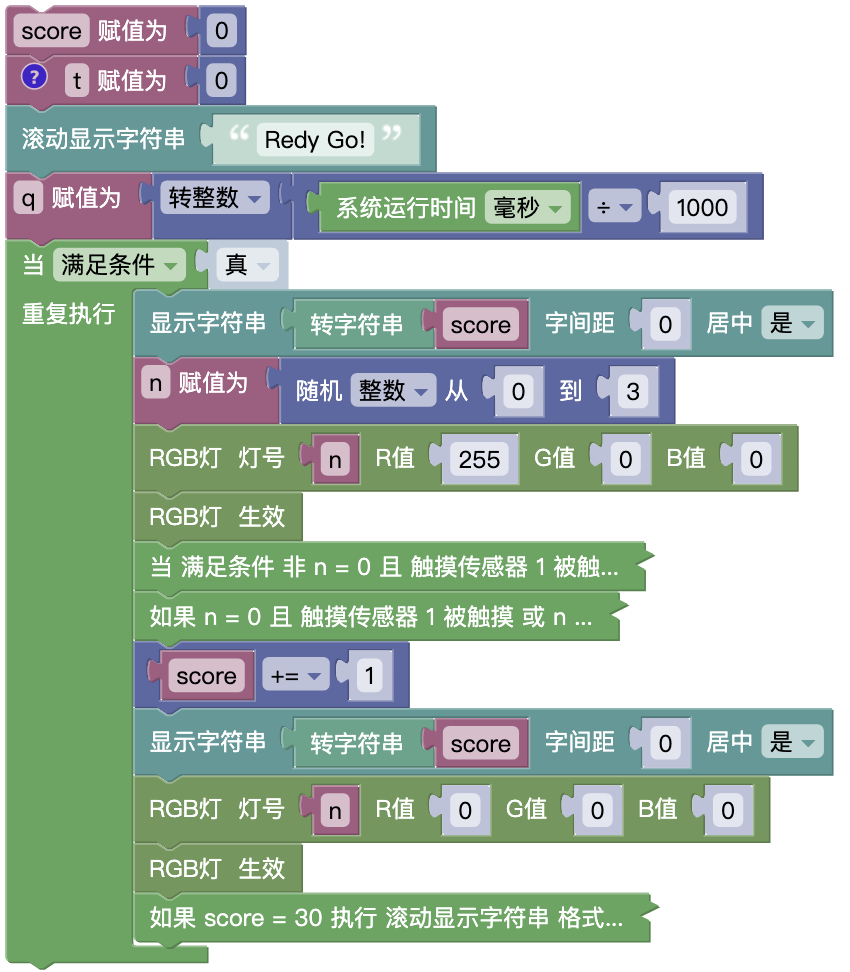 score 赋值为 0
? t 赋值为 0
滚动显示字符串 “ Redy Go! ”
q 赋值为 转整数 系统运行时间 毫秒 ÷ 1000
当 满足条件 真
重复执行 显示字符串 转字符串 score 字间距 0 居中 是
n 赋值为 随机 整数 从 0 到 3
RGB灯 灯号 n R值 255 G值 0 B值 0
RGB灯 生效
当 满足条件 非 n = 0 且 触摸传感器 1 被触...
如果 n = 0 且 触摸传感器 1 被触摸 或 n ...
score += 1
显示字符串 转字符串 score 字间距 0 居中 是
RGB灯 灯号 n R值 0 G值 0 B值 0
RGB灯 生效
如果 score = 30 执行 滚动显示字符串 格式...